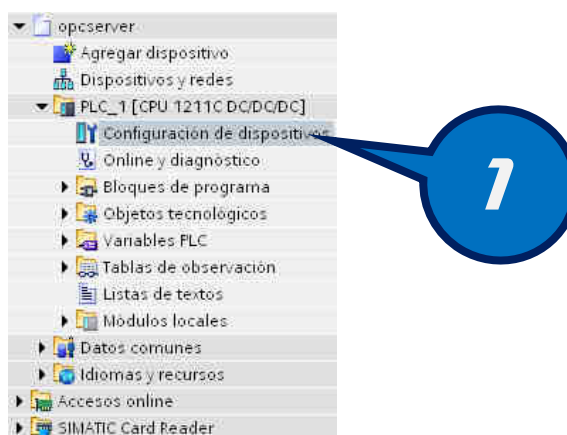 opcserver
Agregar dispositivo
Dispositivos y redes
PLC_1 [CPU 1211C DC/DC/DC]
Configuración de dispositivos
Online y diagnóstico
Bloques de programa
Objetos tecnológicos
Variables PLC
Tablas de observación
Listas de textos
Módulos locales
Datos comunes
Idiomas y recursos
Accesos online
SIMATIC Card Reader
1